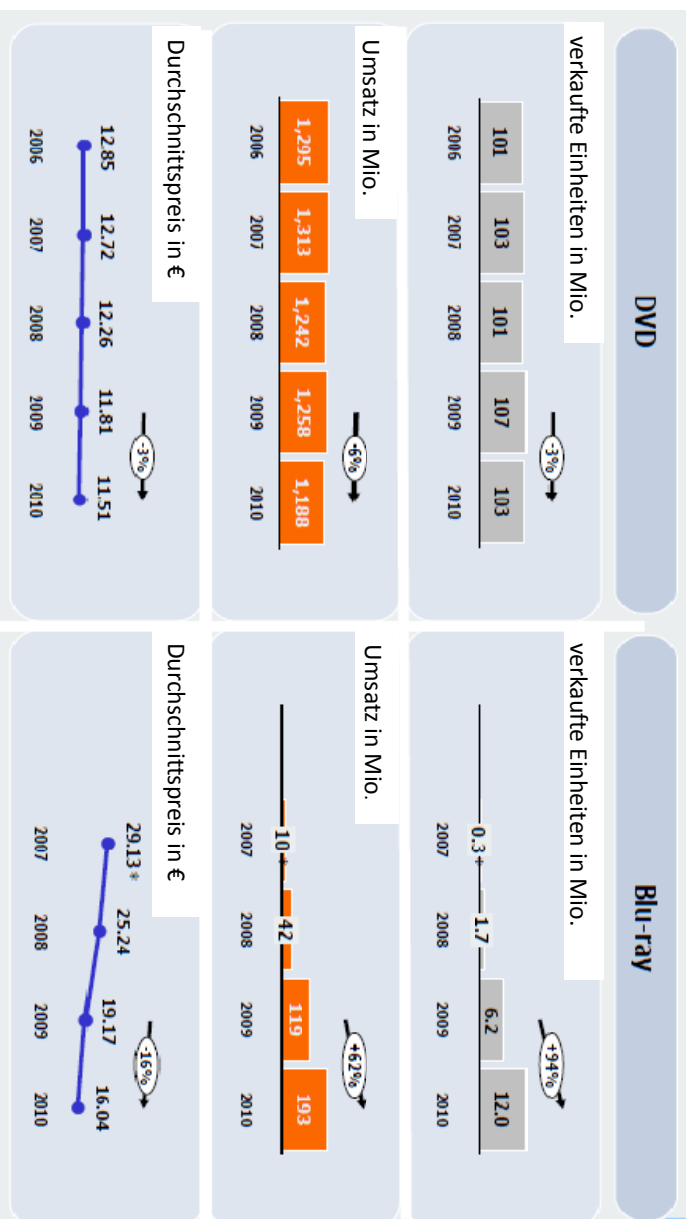 DVD
verkaufte Einheiten in Mio.
-3%
101 103 101 107 103
2006 2007 2008 2009 2010
Umsatz in Mio.
-6%
1,295 1,313 1,242 1,258 1,188
2006 2007 2008 2009 2010
Durchschnittspreis in €
-3%
12.85 12.72 12.26 11.81 11.51
2006 2007 2008 2009 2010
Blu-ray
verkaufte Einheiten in Mio.
+94%
0.3* 1.7 6.2 12.0
2007 2008 2009 2010
Umsatz in Mio.
+62%
10* 42 119 193
2007 2008 2009 2010
Durchschnittspreis in €
-16%
29.13* 25.24 19.17 16.04
2007 2008 2009 2010